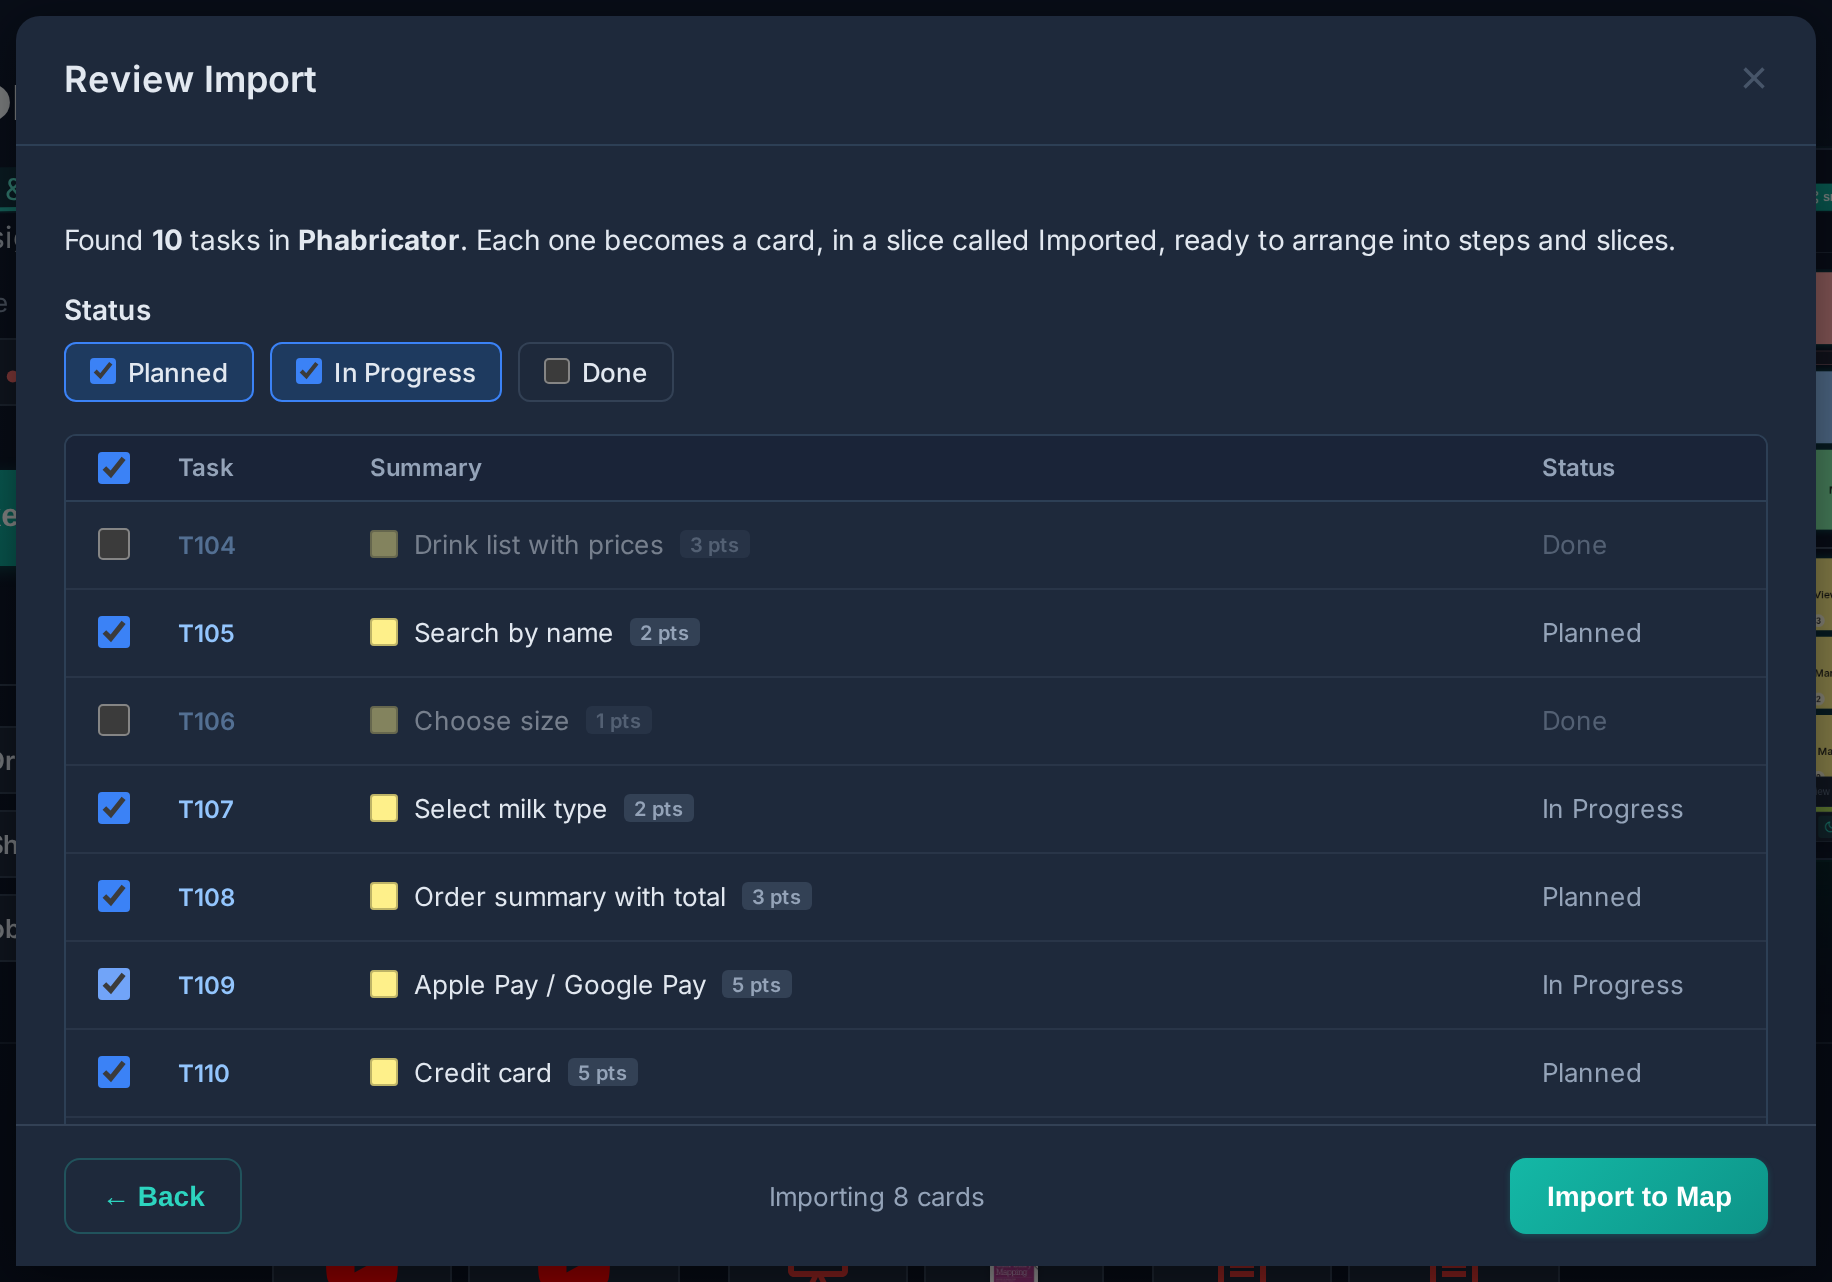 Review Import
Found 10 tasks in Phabricator. Each one becomes a card, in a slice called Imported, ready to arrange into steps and slices.
Status
Planned
In Progress
Done
Task Summary Status
T104 Drink list with prices 3 pts Done
T105 Search by name 2 pts Planned
T106 Choose size 1 pts Done
T107 Select milk type 2 pts In Progress
T108 Order summary with total 3 pts Planned
T109 Apple Pay / Google Pay 5 pts In Progress
T110 Credit card 5 pts Planned
← Back
Importing 8 cards
Import to Map
Mapping